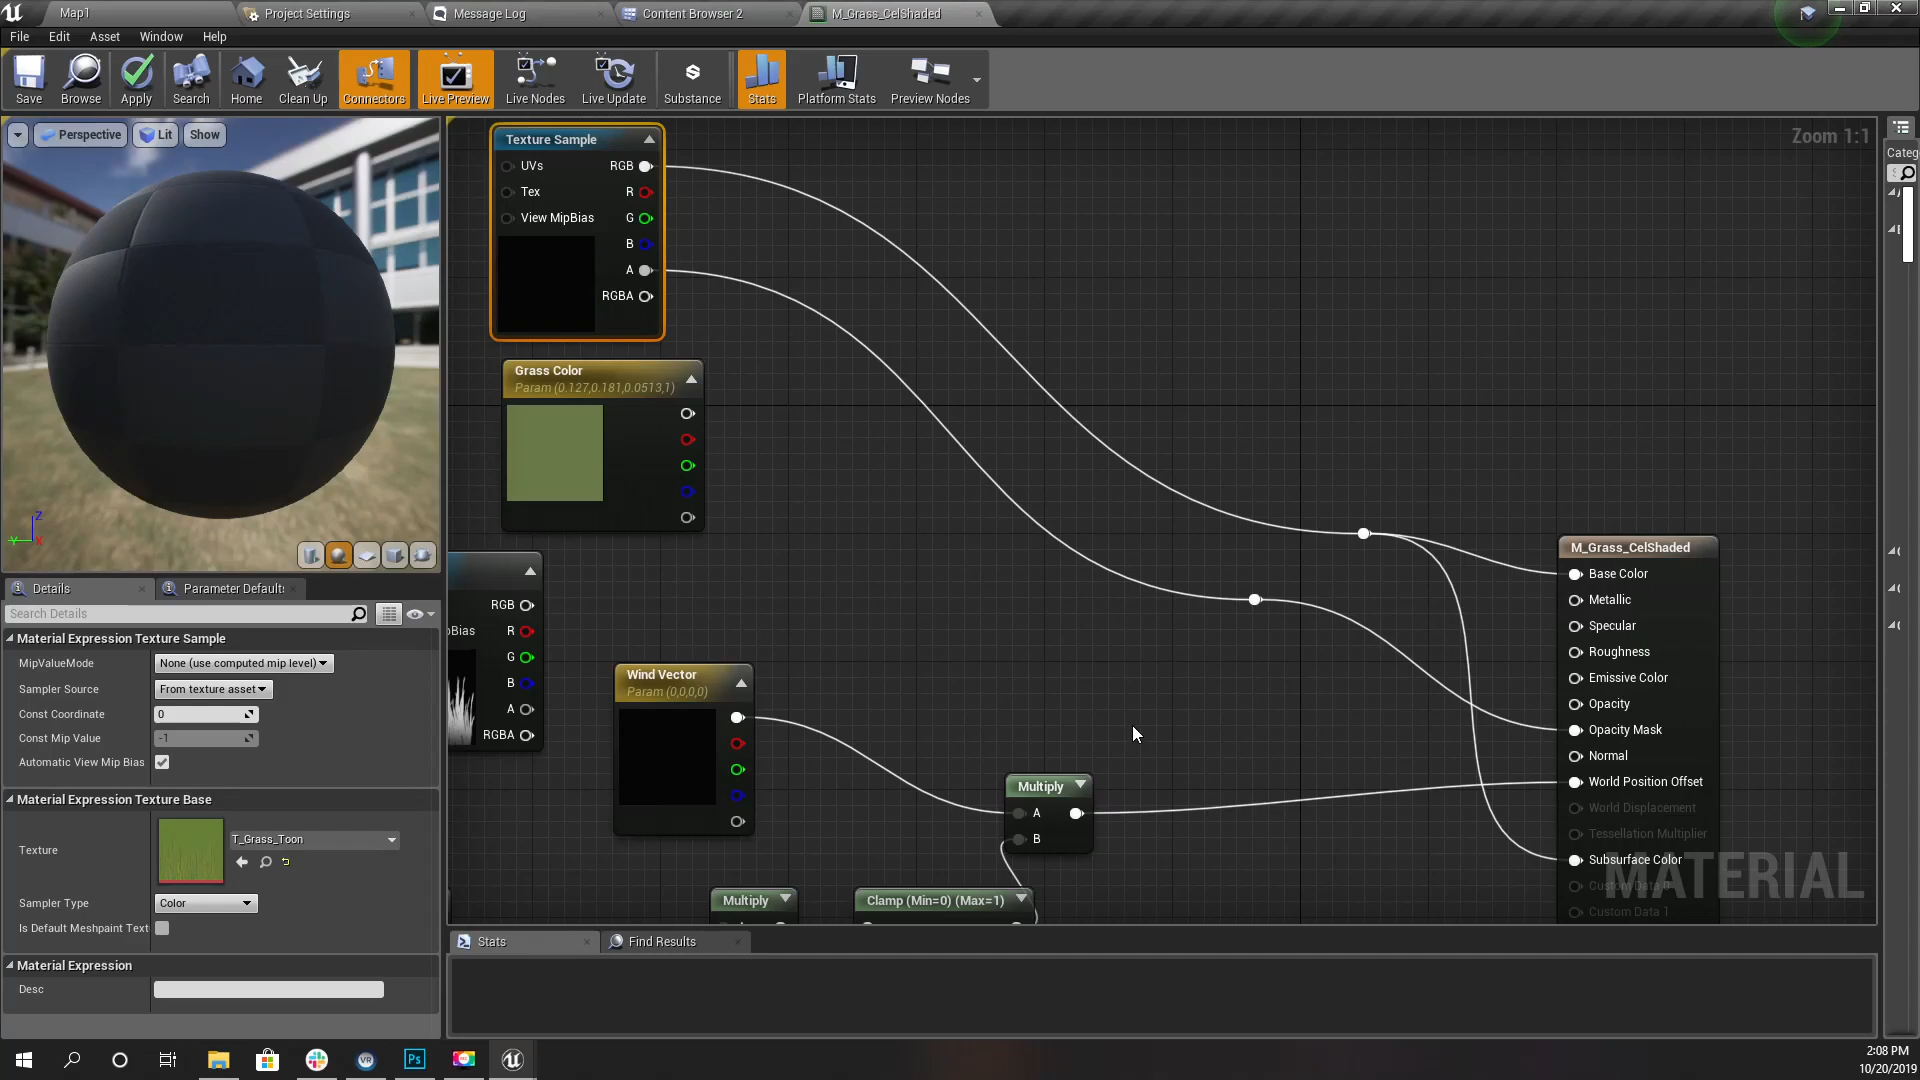 Map1
Project Settings
Message Log
Content Browser 2
M_Grass_CelShaded
File
Edit
Asset
Window
Help
Save
Browse
Apply
Search
Home
Clean Up
Connectors
Live Preview
Live Nodes
Live Update
Substance
Stats
Platform Stats
Preview Nodes
Perspective
Lit
Show
Zoom 1:1
Categ
Texture Sample
UVs
RGB
Tex
R
View MipBias
G
B
A
RGBA
Grass Color
Param (0.127,0.181,0.0513,1)
RGB
pBias
R
G
B
A
RGBA
Wind Vector
Param (0,0,0,0)
Multiply
A
B
Multiply
Clamp (Min=0) (Max=1)
M_Grass_CelShaded
Base Color
Metallic
Specular
Roughness
Emissive Color
Opacity
Opacity Mask
Normal
World Position Offset
World Displacement
Tessellation Multiplier
Subsurface Color
Custom Data 0
Custom Data 1
MATERIAL
Z
Y
X
Details
Parameter Default
Search Details
Material Expression Texture Sample
MipValueMode
None (use computed mip level)
Sampler Source
From texture asset
Const Coordinate
0
Const Mip Value
-1
Automatic View Mip Bias
Material Expression Texture Base
Texture
T_Grass_Toon
Sampler Type
Color
Is Default Meshpaint Text
Material Expression
Desc
Stats
Find Results
VR
Ps
2:08 PM
10/20/2019